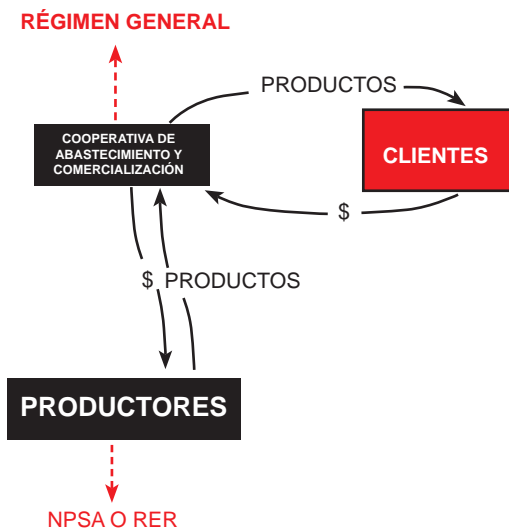 RÉGIMEN GENERAL
PRODUCTOS
COOPERATIVA DE
ABASTECIMIENTO Y
COMERCIALIZACIÓN
CLIENTES
$
$ PRODUCTOS
PRODUCTORES
NPSA O RER